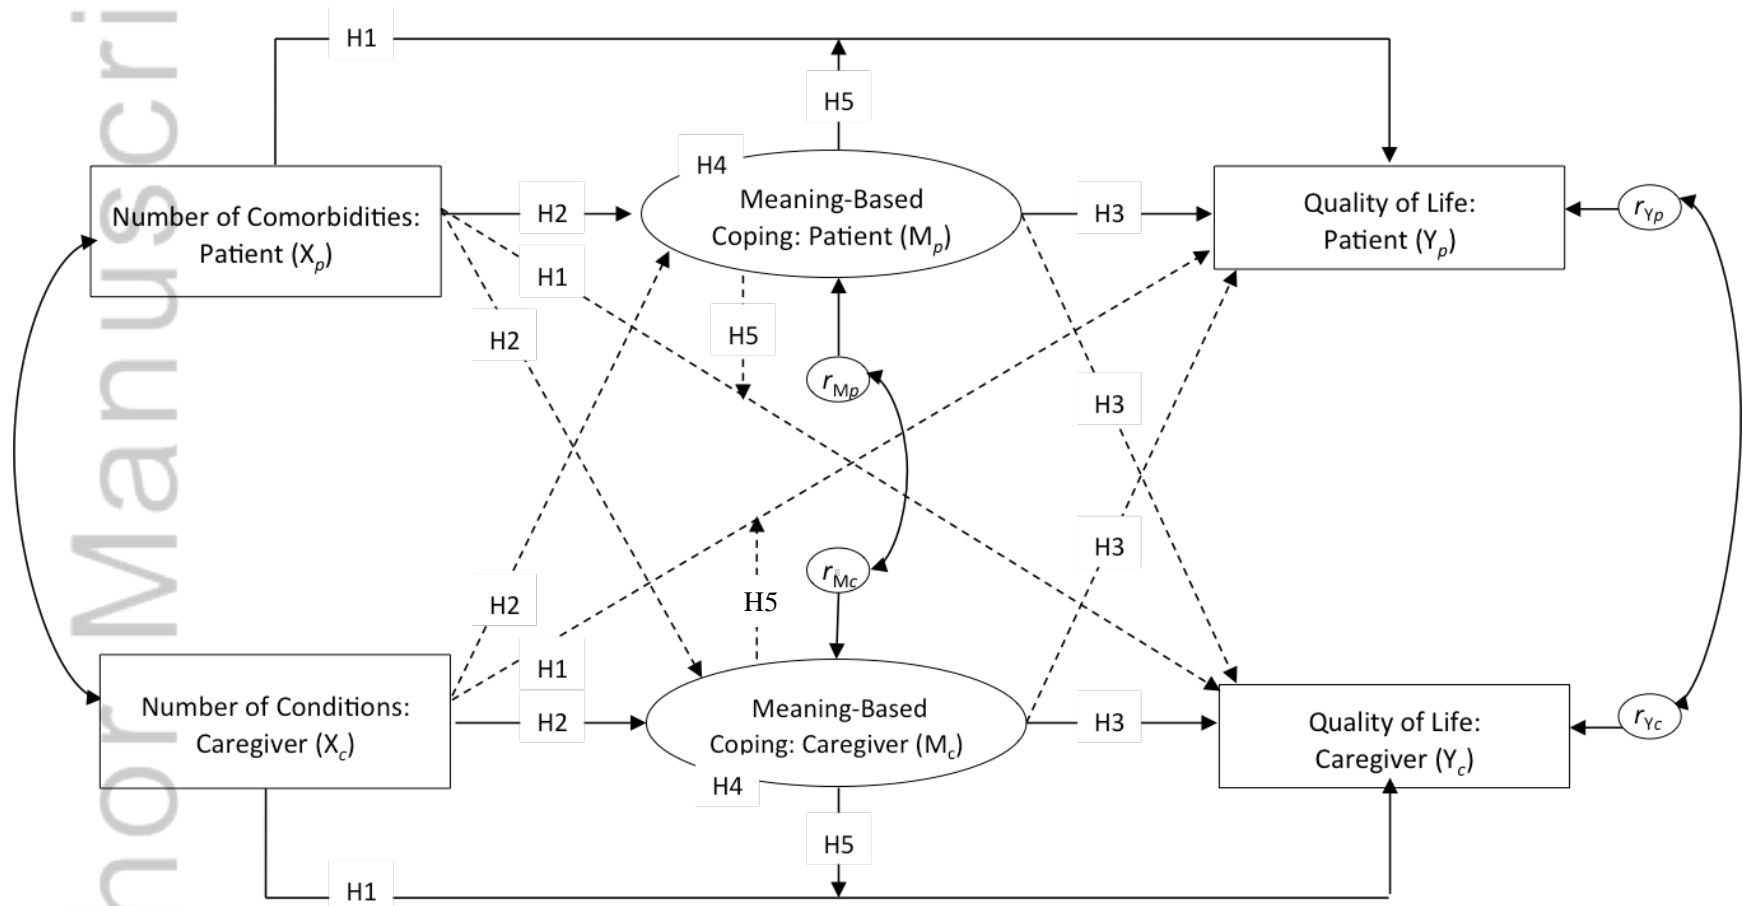 H1
H5
H4
Number of Comorbidities:
Patient (Xp)
H2
Meaning-Based
Coping: Patient (Mp)
H3
Quality of Life:
Patient (Yp)
rYp
H1
H2
H5
rMp
H3
H3
rMc
H2
H5
H1
Number of Conditions:
Caregiver (Xc)
H2
Meaning-Based
Coping: Caregiver (Mc)
H3
Quality of Life:
Caregiver (Yc)
rYc
H4
H5
H1
nor Manuscri